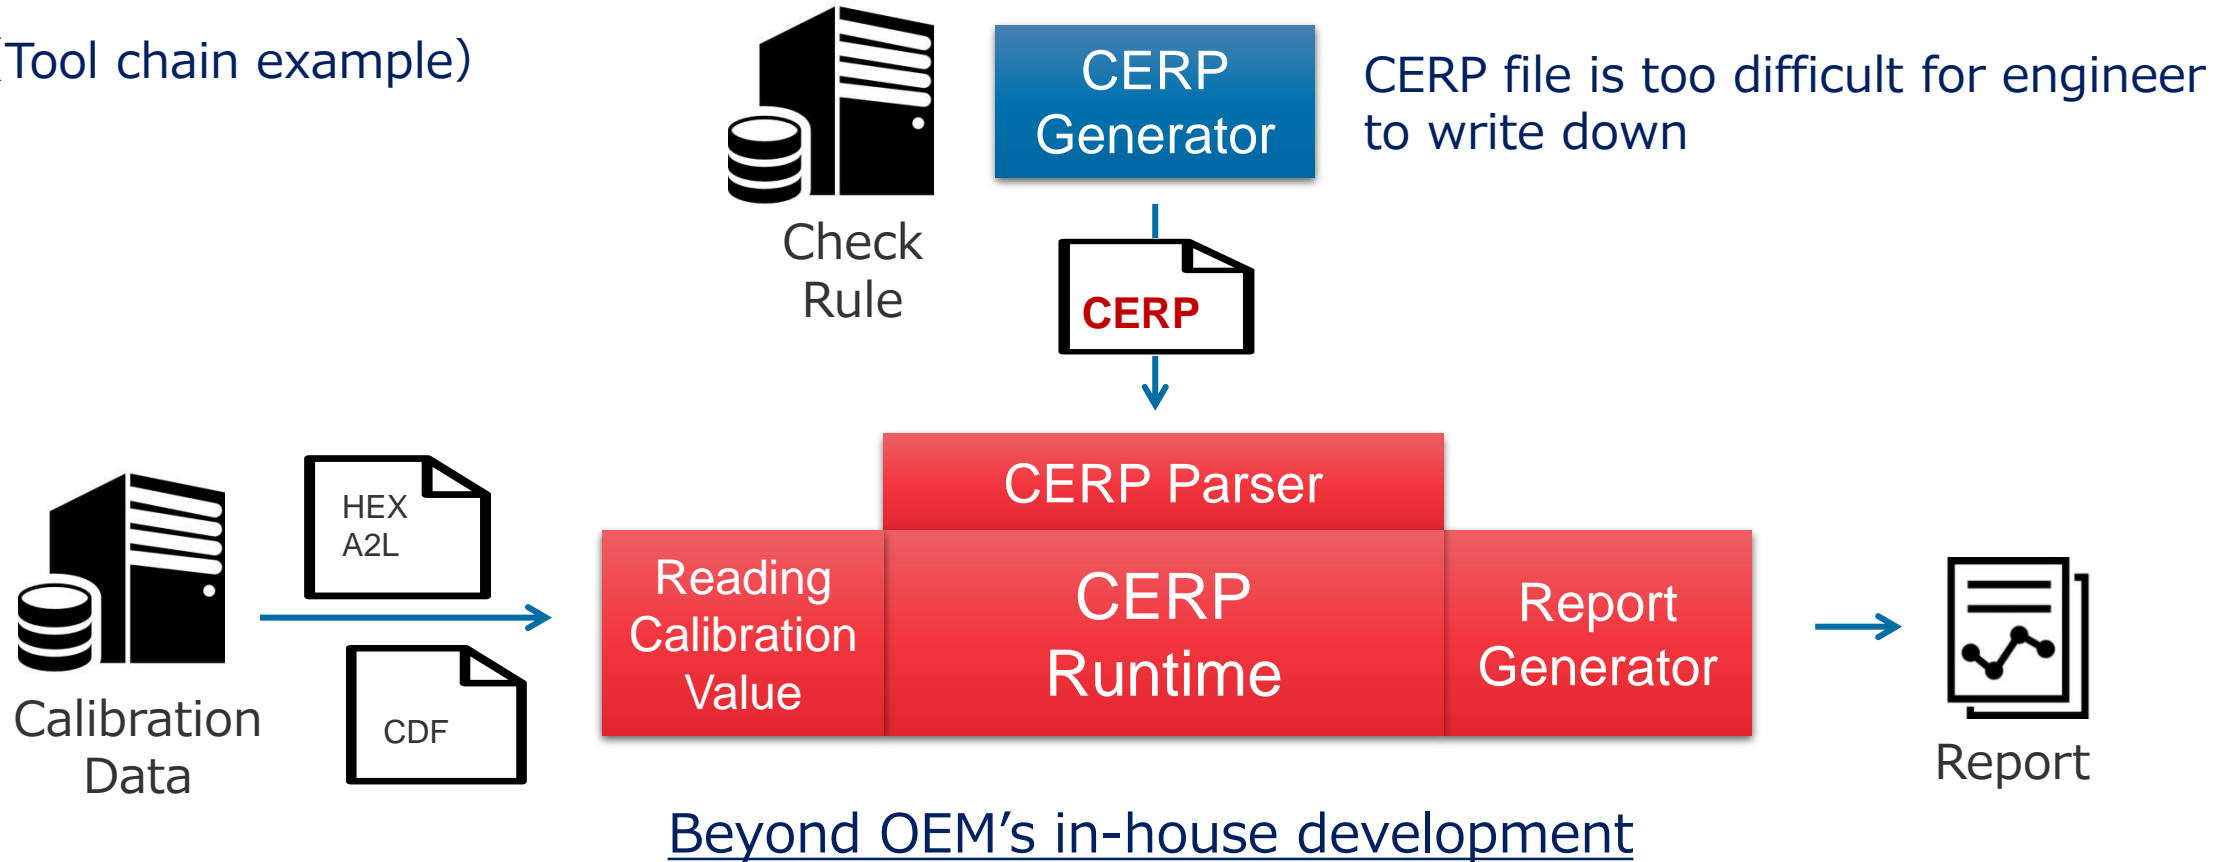 (Tool chain example)
CERP
Generator
CERP file is too difficult for engineer
to write down
Check
Rule
CERP
HEX
A2L
CDF
Calibration
Data
CERP Parser
Reading
Calibration
Value
CERP
Runtime
Report
Generator
Report
Beyond OEM’s in-house development